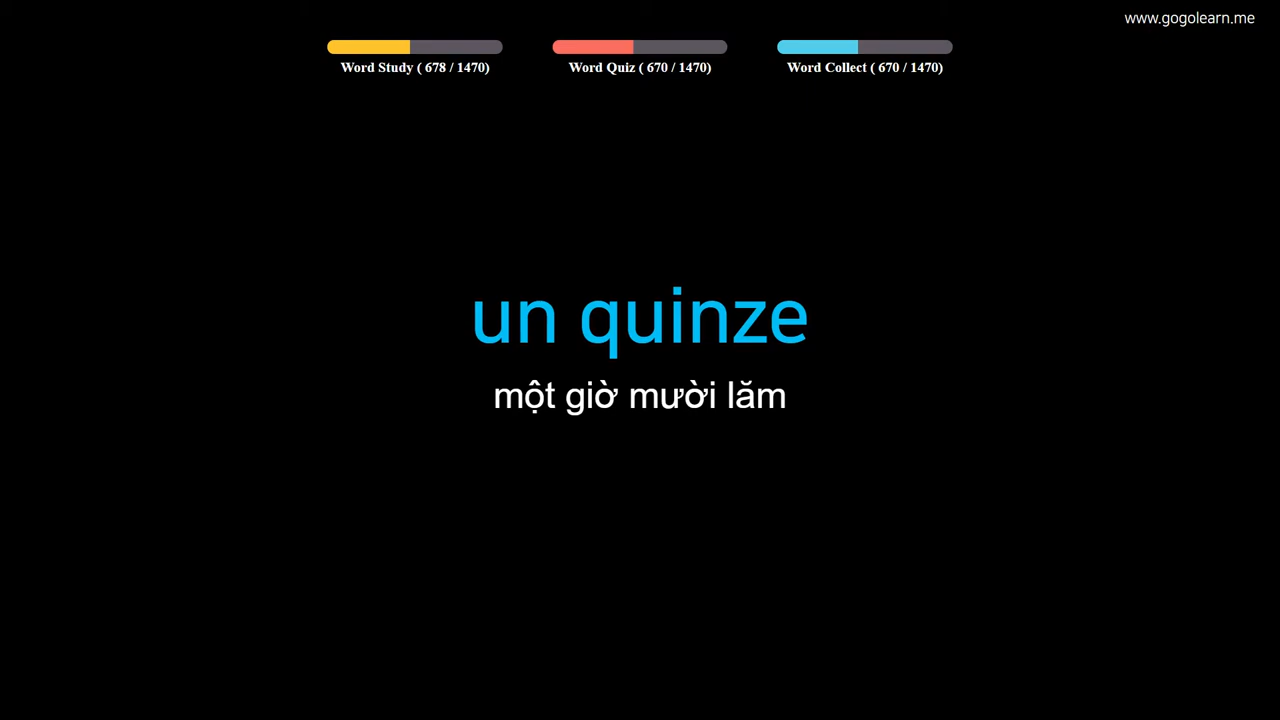 www.gogolearn.me
Word Study ( 678 / 1470)
Word Quiz ( 670 / 1470)
Word Collect ( 670 / 1470)
un quinze
một giờ mười lăm